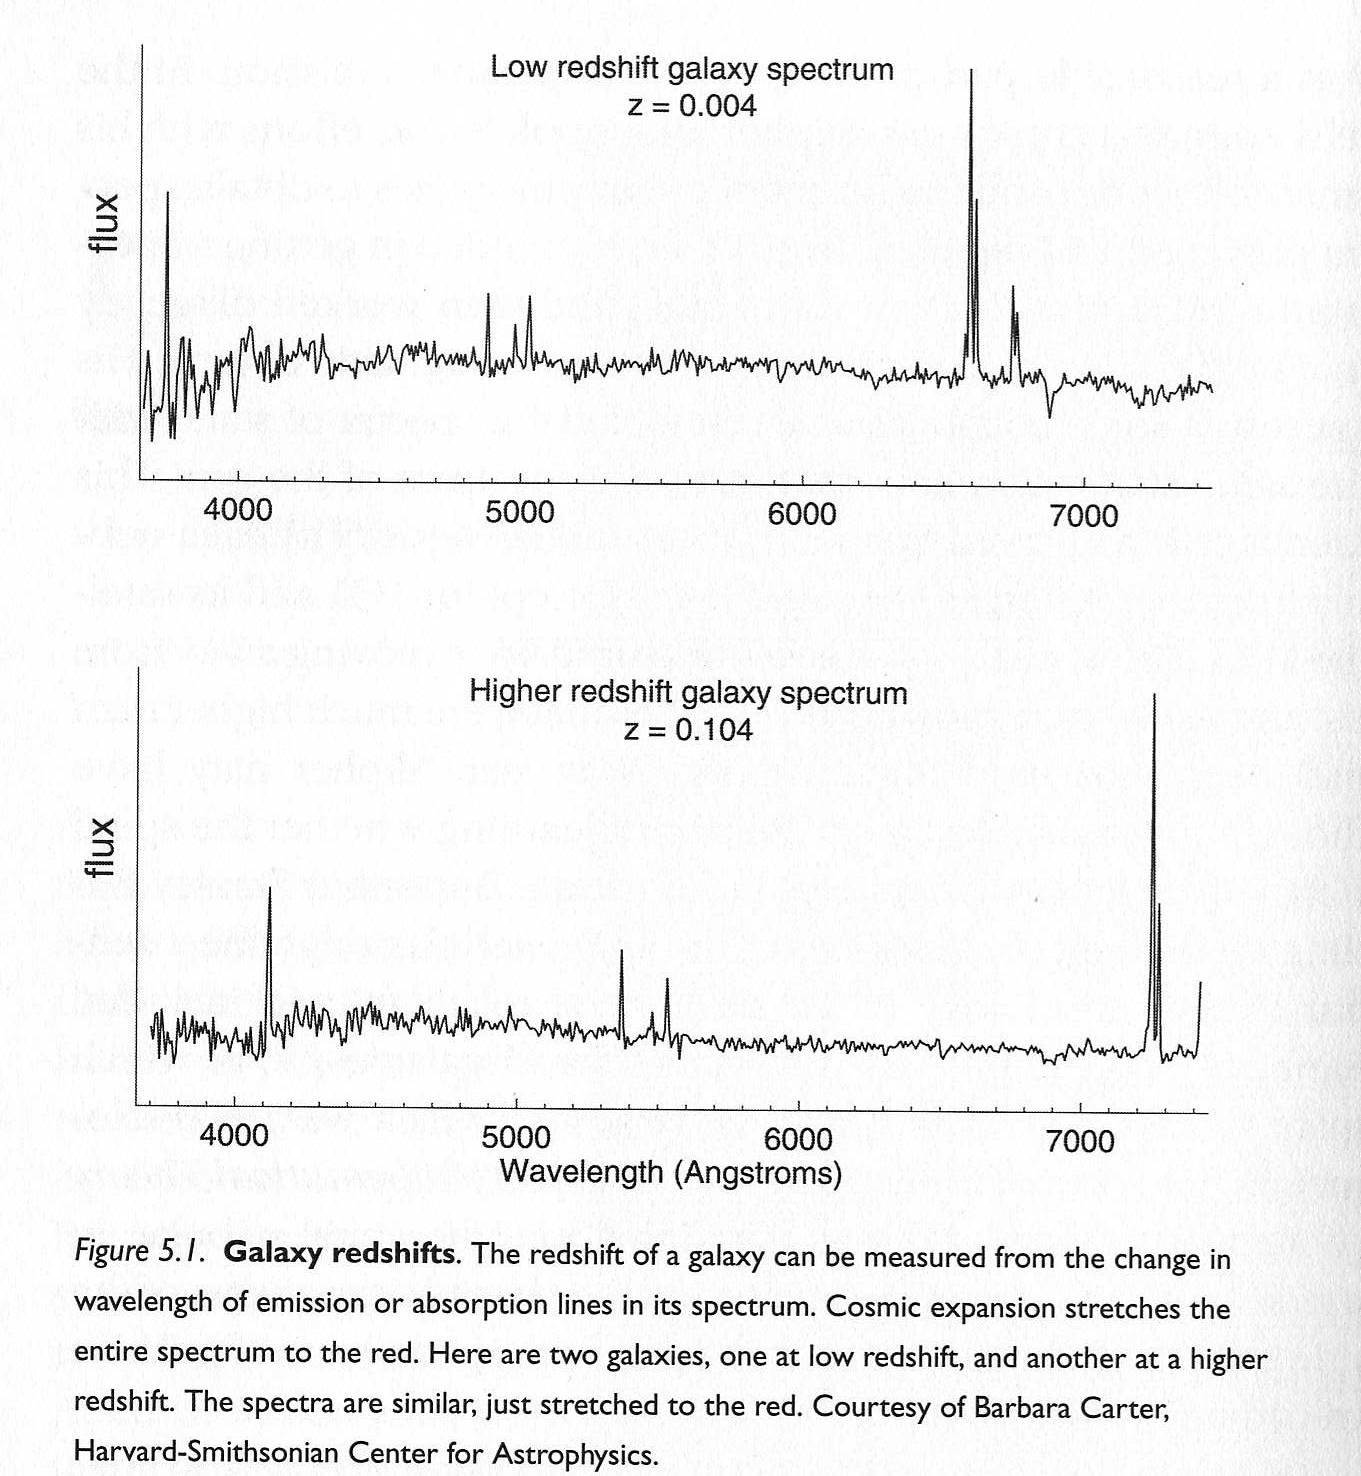 Low redshift galaxy spectrum
z = 0.004
flux
4000 5000 6000 7000
Higher redshift galaxy spectrum
z = 0.104
flux
4000 5000 6000 7000
Wavelength (Angstroms)
Figure 5.1. Galaxy redshifts. The redshift of a galaxy can be measured from the change in
wavelength of emission or absorption lines in its spectrum. Cosmic expansion stretches the
entire spectrum to the red. Here are two galaxies, one at low redshift, and another at a higher
redshift. The spectra are similar, just stretched to the red. Courtesy of Barbara Carter,
Harvard-Smithsonian Center for Astrophysics.